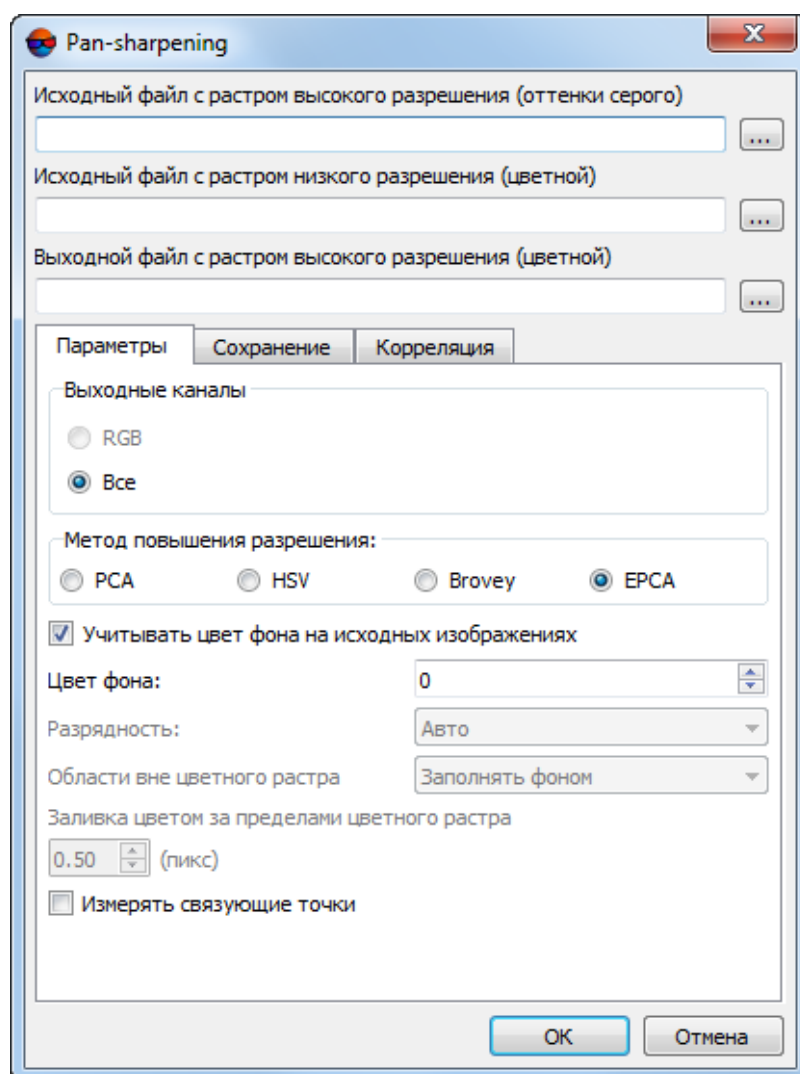 Pan-sharpening
Исходный файл с растром высокого разрешения (оттенки серого)
...
Исходный файл с растром низкого разрешения (цветной)
...
Выходной файл с растром высокого разрешения (цветной)
...
Параметры Сохранение Корреляция
Выходные каналы
RGB
Все
Метод повышения разрешения:
PCA HSV Brovey EPCA
Учитывать цвет фона на исходных изображениях
Цвет фона: 0
Разрядность: Авто
Области вне цветного растра Заполнять фоном
Заливка цветом за пределами цветного растра
0.50 (пикс)
Измерять связующие точки
OK Отмена